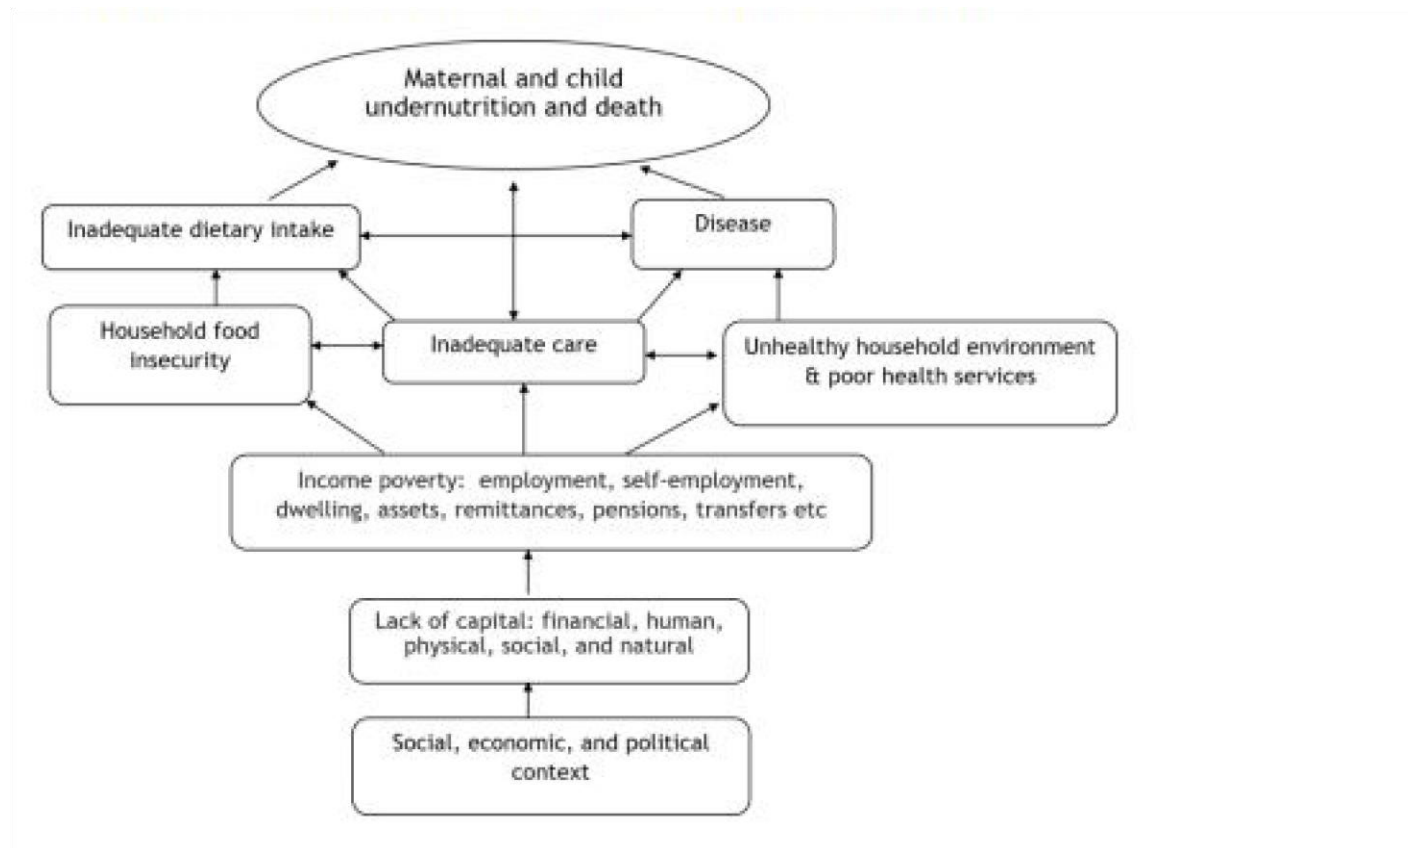 Maternal and child
undernutrition and death
Inadequate dietary intake
Disease
Household food
insecurity
Inadequate care
Unhealthy household environment
& poor health services
Income poverty: employment, self-employment,
dwelling, assets, remittances, pensions, transfers etc
Lack of capital: financial, human,
physical, social, and natural
Social, economic, and political
context